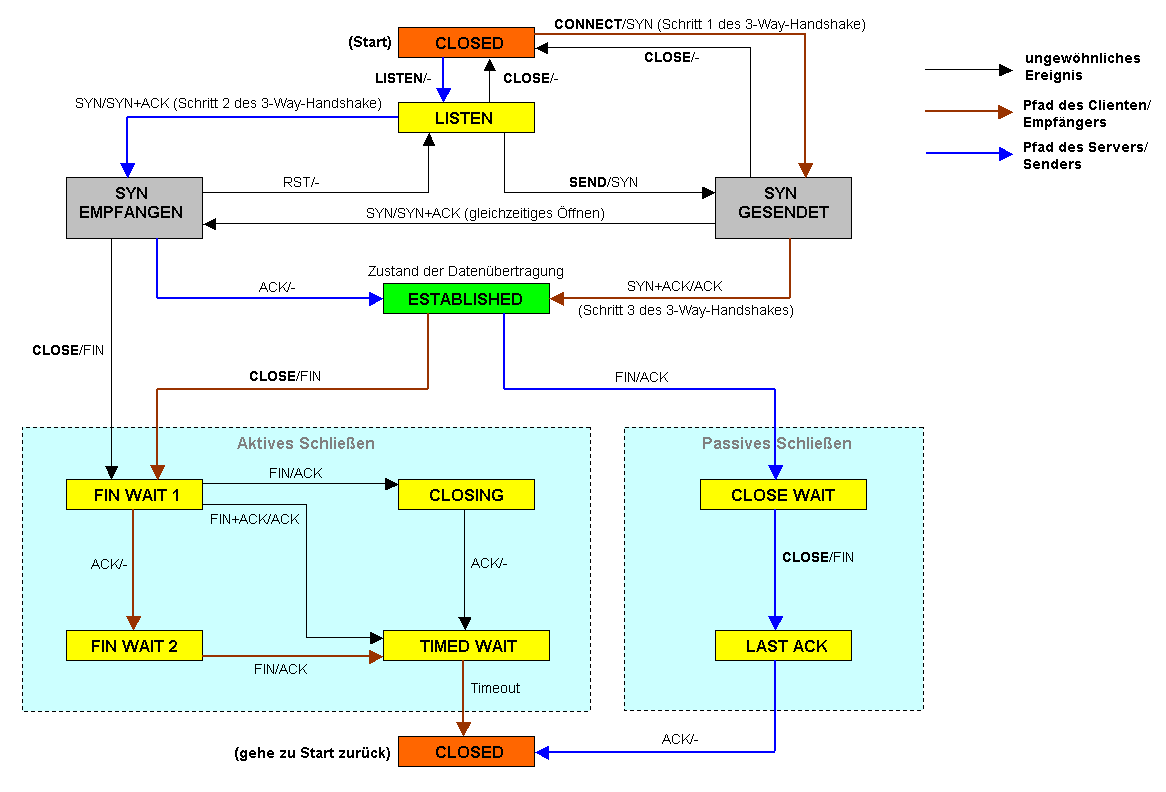 CONNECT/SYN (Schritt 1 des 3-Way-Handshake)
(Start)
CLOSED
CLOSE/-
LISTEN/-
CLOSE/-
ungewöhnliches
Ereignis
SYN/SYN+ACK (Schritt 2 des 3-Way-Handshake)
LISTEN
Pfad des Clienten/
Empfängers
Pfad des Servers/
Senders
SYN
EMPFANGEN
RST/-
SEND/SYN
SYN
GESENDET
SYN/SYN+ACK (gleichzeitiges Öffnen)
Zustand der Datenübertragung
ACK/-
ESTABLISHED
SYN+ACK/ACK
(Schritt 3 des 3-Way-Handshakes)
CLOSE/FIN
CLOSE/FIN
FIN/ACK
Aktives Schließen
Passives Schließen
FIN WAIT 1
FIN/ACK
CLOSING
CLOSE WAIT
FIN+ACK/ACK
ACK/-
ACK/-
CLOSE/FIN
FIN WAIT 2
TIMED WAIT
LAST ACK
FIN/ACK
Timeout
ACK/-
(gehe zu Start zurück)
CLOSED